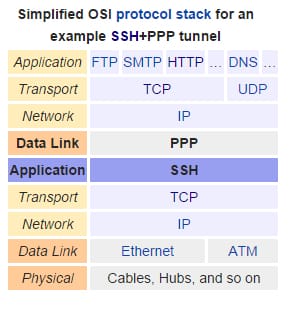 Simplified OSI protocol stack for an
example SSH+PPP tunnel
Application FTP SMTP HTTP ... DNS ...
Transport TCP UDP
Network IP
Data Link PPP
Application SSH
Transport TCP
Network IP
Data Link Ethernet ATM
Physical Cables, Hubs, and so on